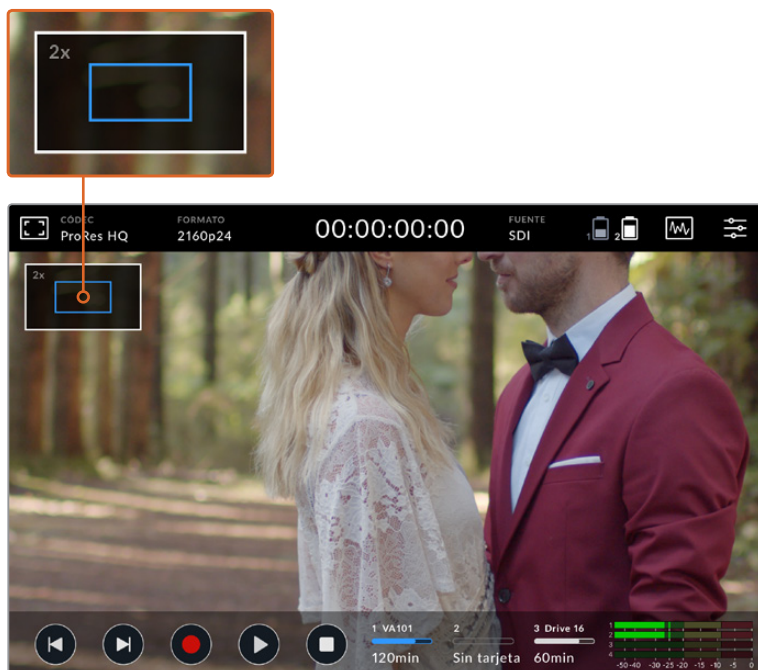 2x
CÓDEC FORMATO FUENTE
ProRes HQ 2160p24 00:00:00:00 SDI 1 2
2x
1 VA101 2 3 Drive 16
120min Sin tarjeta 60min
1
2
3
4
-50 -40 -30 -25 -20 -15 -10 -5 0